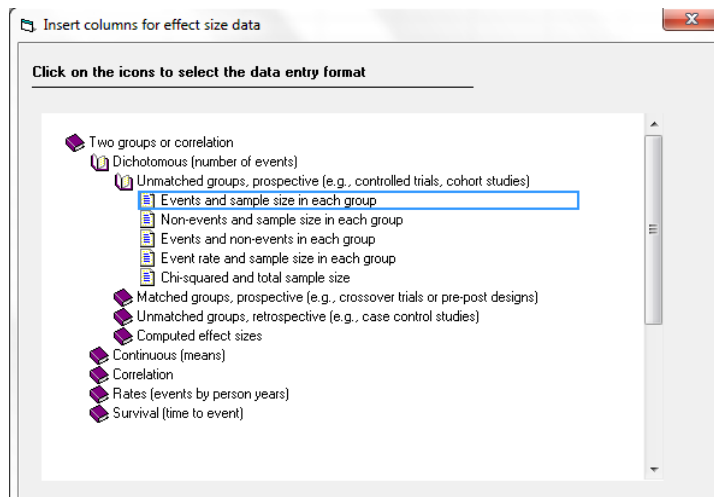 Insert columns for effect size data
Click on the icons to select the data entry format
Two groups or correlation
Dichotomous (number of events)
Unmatched groups, prospective (e.g., controlled trials, cohort studies)
Events and sample size in each group
Non-events and sample size in each group
Events and non-events in each group
Event rate and sample size in each group
Chi-squared and total sample size
Matched groups, prospective (e.g., crossover trials or pre-post designs)
Unmatched groups, retrospective (e.g., case control studies)
Computed effect sizes
Continuous (means)
Correlation
Rates (events by person years)
Survival (time to event)